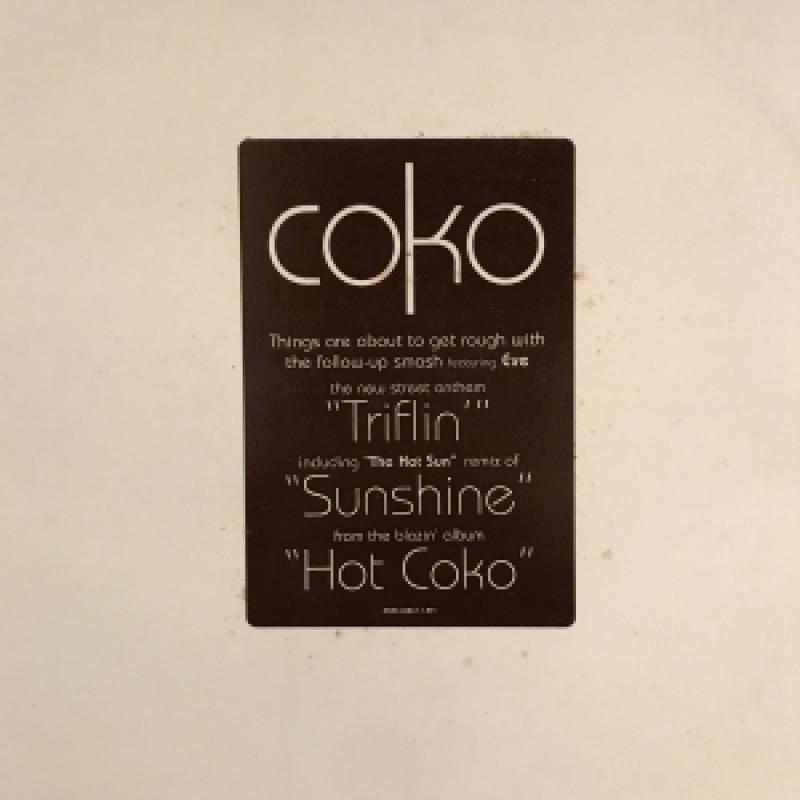 coko
Things are about to get rough with
the follow-up smash featuring Eve
the new street anthem
"Triflin'"
including "The Hot Sun" remix of
"Sunshine"
from the blazin' album
"Hot Coko"